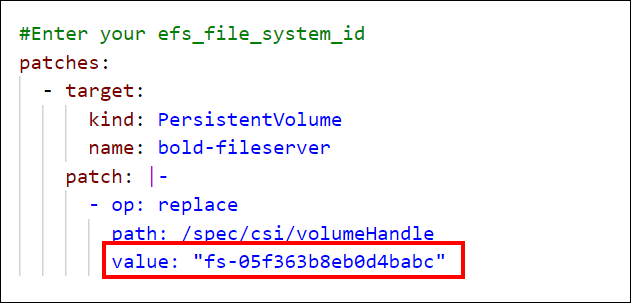 #Enter your efs_file_system_id
patches:
  - target:
      kind: PersistentVolume
      name: bold-fileserver
    patch: |-
      - op: replace
        path: /spec/csi/volumeHandle
        value: "fs-05f363b8eb0d4babc"